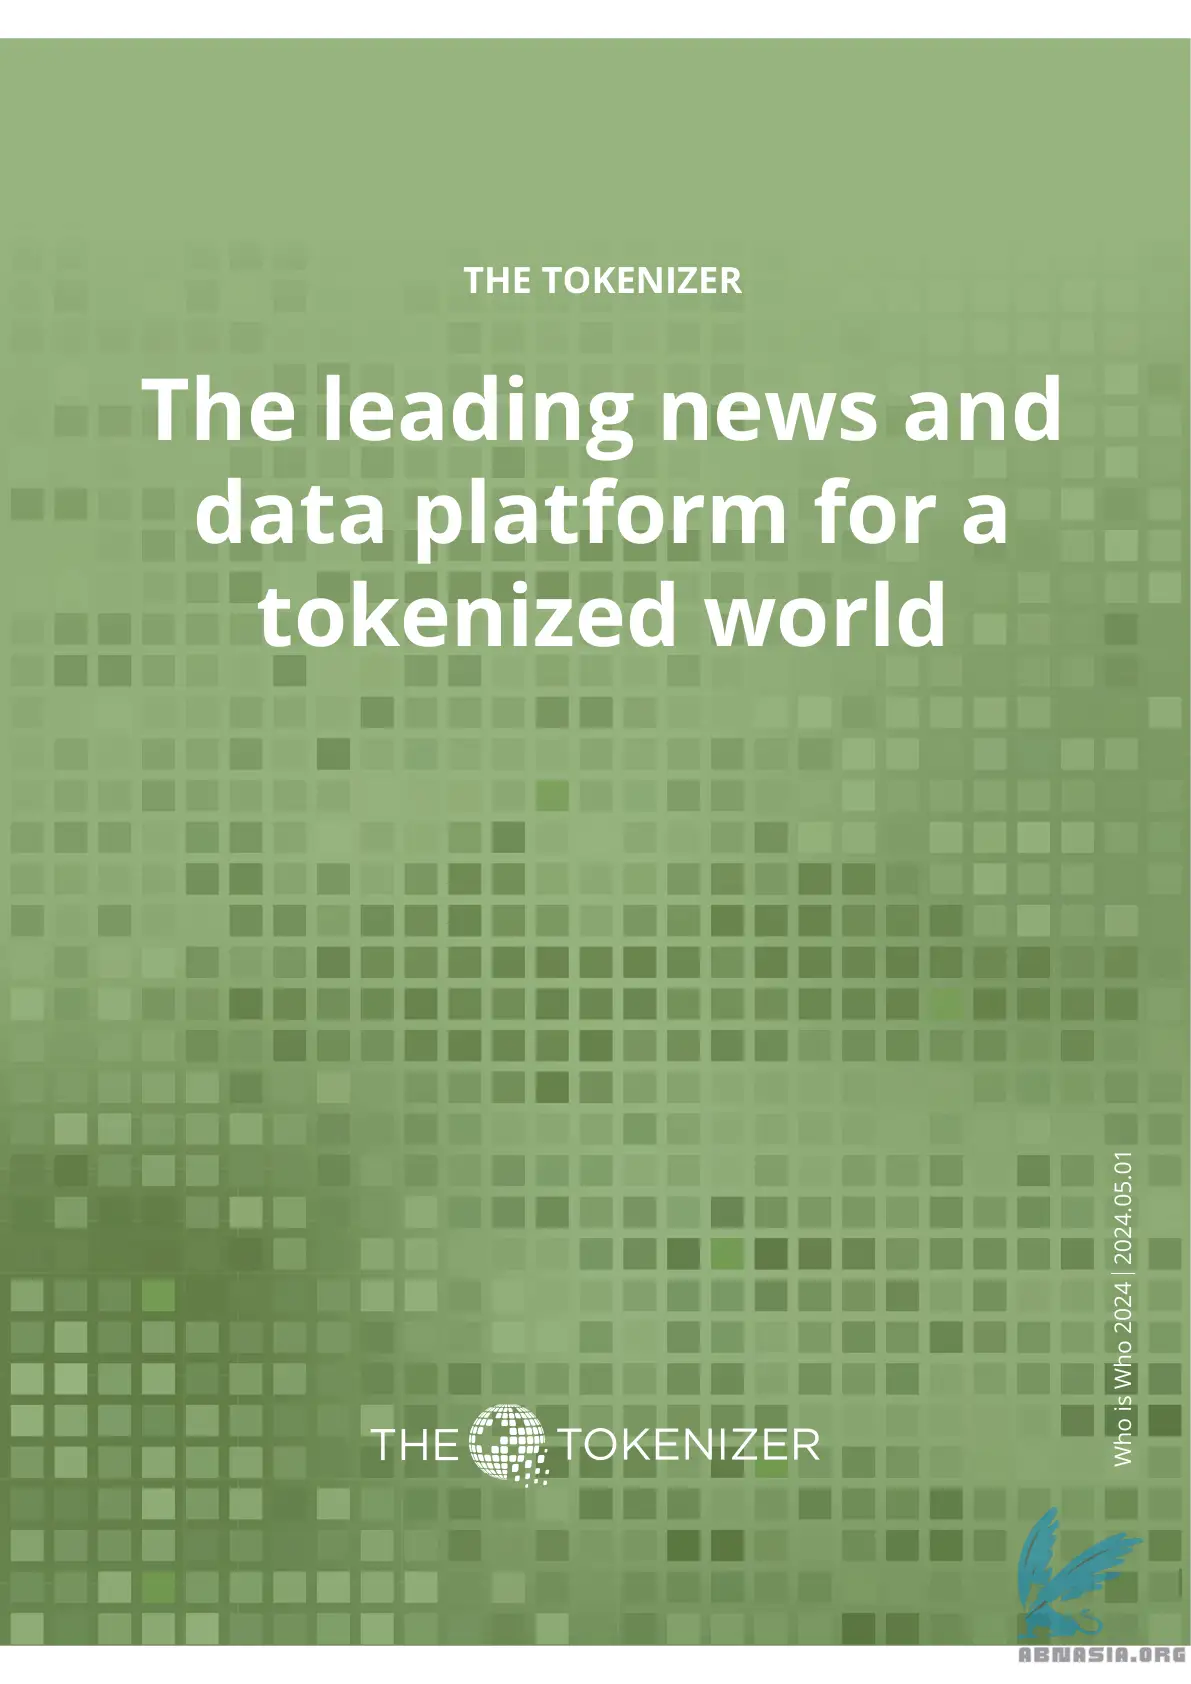 THE TOKENIZER
The leading news and
data platform for a
tokenized world
Who is Who 2024 | 2024.05.01
THE TOKENIZER
ABNASIA.ORG